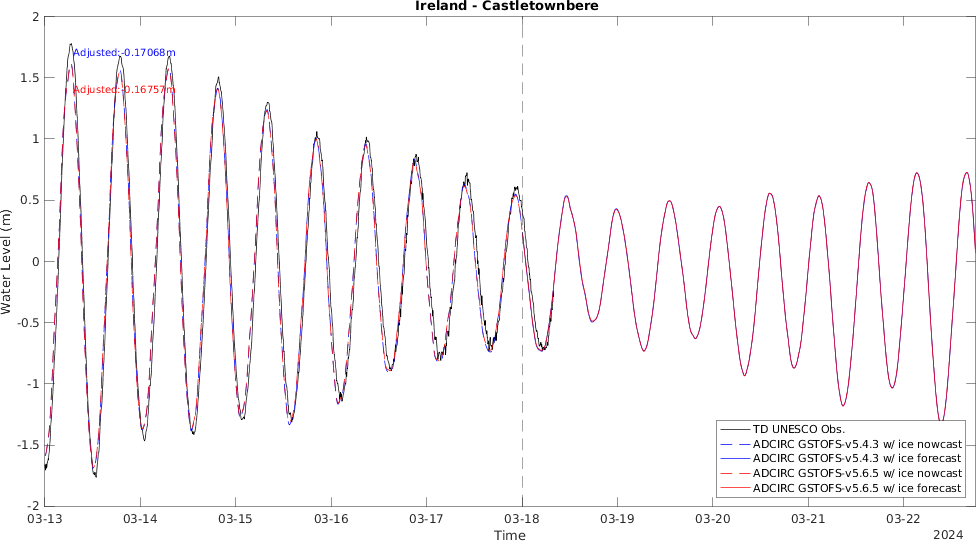 Ireland - Castletownbere
2
Adjusted:-0.17068m
1.5
Adjusted:-0.16757m
1
0.5
0
-0.5
-1
-1.5
-2
Water Level (m)
TD UNESCO Obs.
ADCIRC GSTOFS-v5.4.3 w/ ice nowcast
ADCIRC GSTOFS-v5.4.3 w/ ice forecast
ADCIRC GSTOFS-v5.6.5 w/ ice nowcast
ADCIRC GSTOFS-v5.6.5 w/ ice forecast
03-13 03-14 03-15 03-16 03-17 03-18 03-19 03-20 03-21 03-22
Time
2024